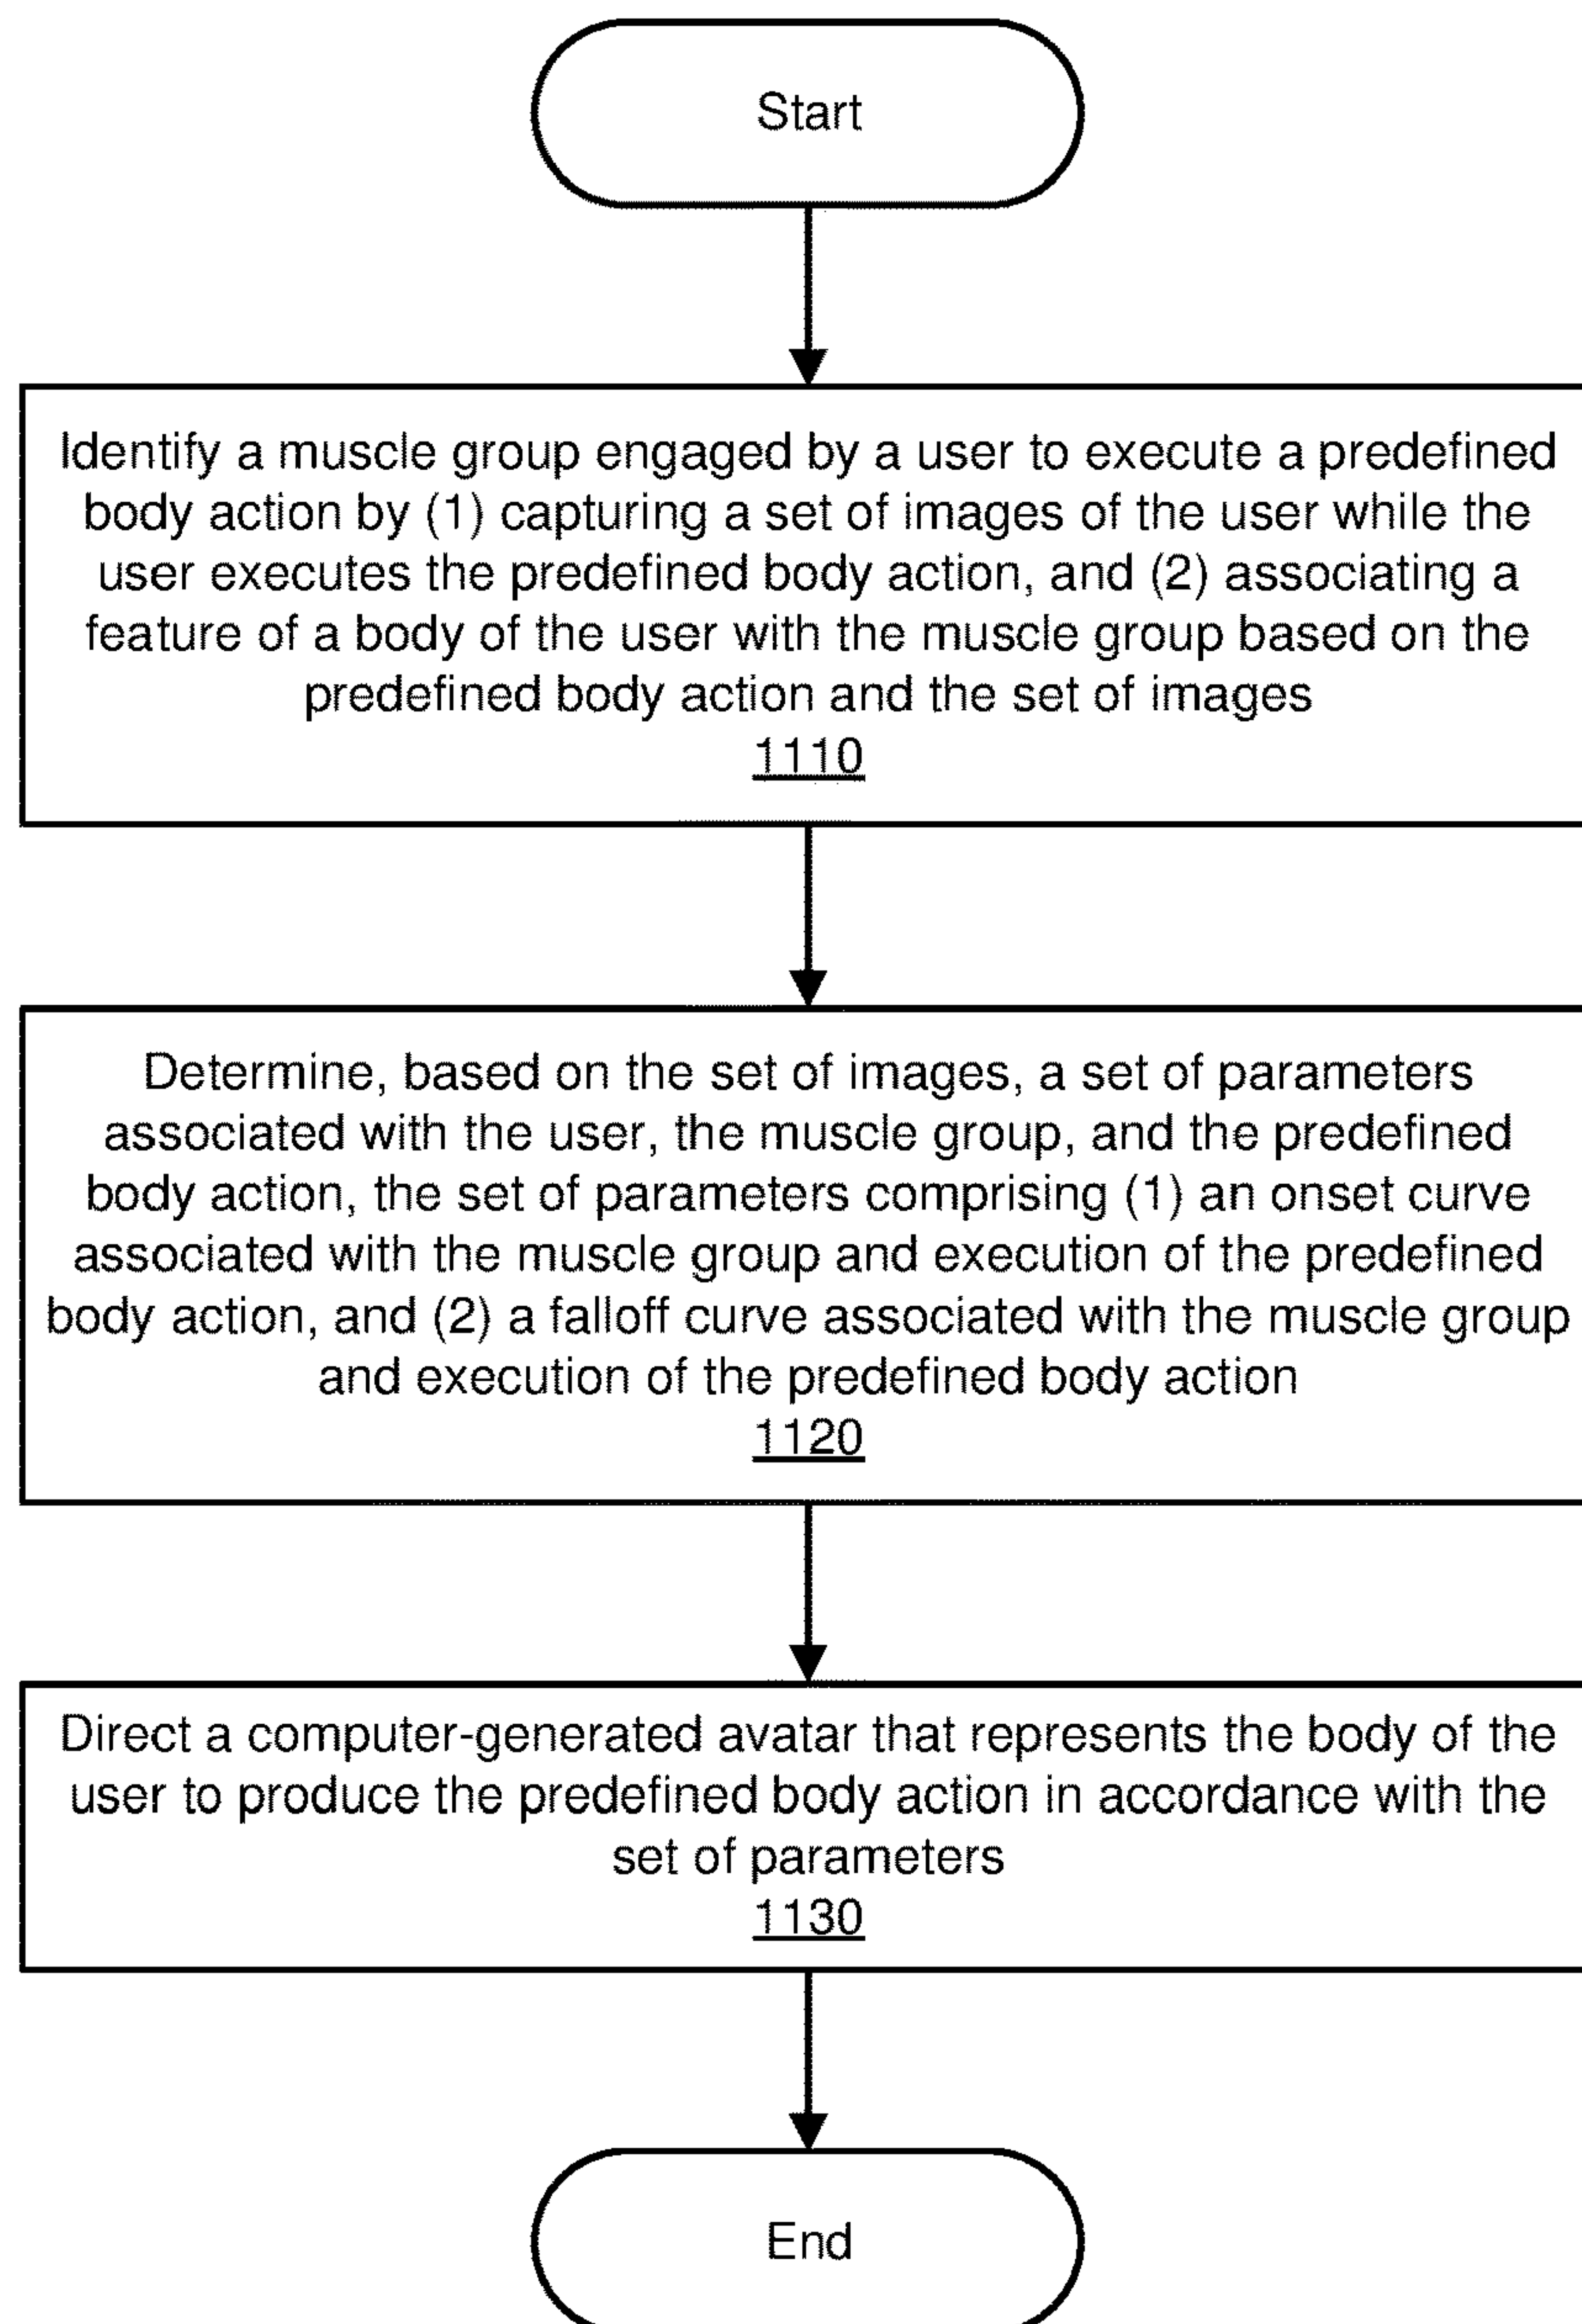 Start
Identify a muscle group engaged by a user to execute a predefined
body action by (1) capturing a set of images of the user while the
user executes the predefined body action, and (2) associating a
feature of a body of the user with the muscle group based on the
predefined body action and the set of images
1110
Determine, based on the set of images, a set of parameters
associated with the user, the muscle group, and the predefined
body action, the set of parameters comprising (1) an onset curve
associated with the muscle group and execution of the predefined
body action, and (2) a falloff curve associated with the muscle group
and execution of the predefined body action
1120
Direct a computer-generated avatar that represents the body of the
user to produce the predefined body action in accordance with the
set of parameters
1130
End